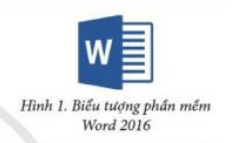 W
Hình 1. Biểu tượng phần mềm
Word 2016